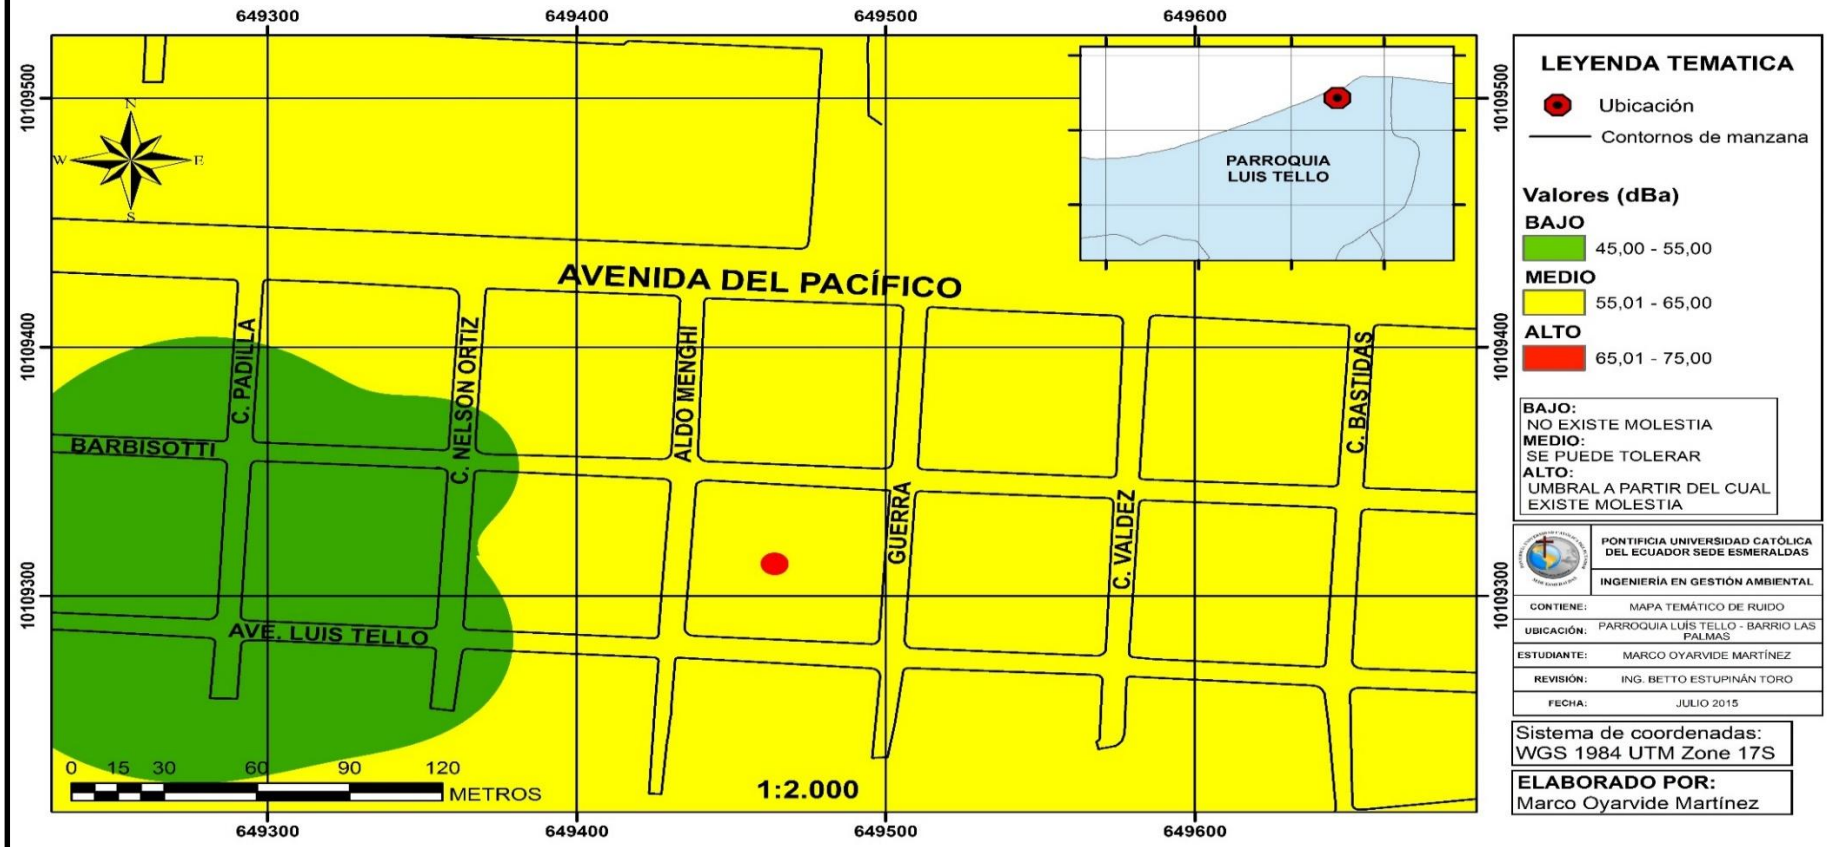 649300 649400 649500 649600
10109500
10109400
10109300
N
W E
S
AVENIDA DEL PACÍFICO
C. PADILLA
C. NELSON ORTIZ
ALDO MENGHI
GUERRA
C. VALDEZ
C. BASTIDAS
BARBISOTTI
AVE. LUIS TELLO
0 15 30 60 90 120
METROS
1:2.000
649300 649400 649500 649600
PARROQUIA
LUIS TELLO
10109500
10109400
10109300
LEYENDA TEMATICA
Ubicación
Contornos de manzana
Valores (dBa)
BAJO
45,00 - 55,00
MEDIO
55,01 - 65,00
ALTO
65,01 - 75,00
BAJO:
NO EXISTE MOLESTIA
MEDIO:
SE PUEDE TOLERAR
ALTO:
UMBRAL A PARTIR DEL CUAL
EXISTE MOLESTIA
PONTIFICIA UNIVERSIDAD CATÓLICA
DEL ECUADOR SEDE ESMERALDAS
INGENIERÍA EN GESTIÓN AMBIENTAL
CONTIENE: MAPA TEMÁTICO DE RUIDO
UBICACIÓN: PARROQUIA LUÍS TELLO - BARRIO LAS
PALMAS
ESTUDIANTE: MARCO OYARVIDE MARTÍNEZ
REVISIÓN: ING. BETTO ESTUPIÑÁN TORO
FECHA: JULIO 2015
Sistema de coordenadas:
WGS 1984 UTM Zone 17S
ELABORADO POR:
Marco Oyarvide Martínez